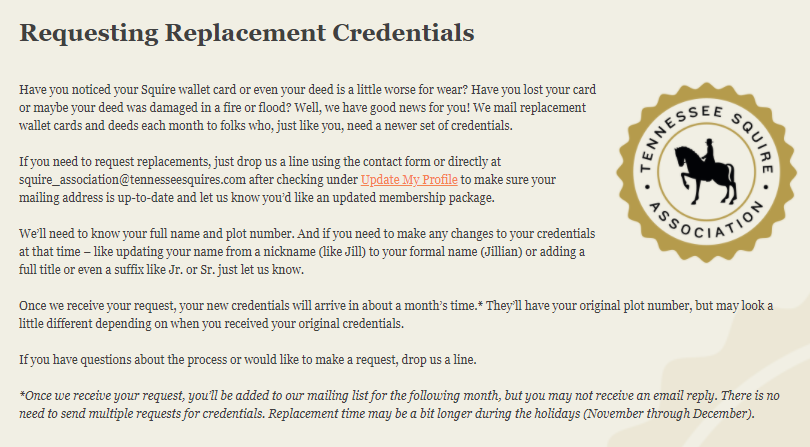 Requesting Replacement Credentials
Have you noticed your Squire wallet card or even your deed is a little worse for wear? Have you lost your card
or maybe your deed was damaged in a fire or flood? Well, we have good news for you! We mail replacement
wallet cards and deeds each month to folks who, just like you, need a newer set of credentials.
If you need to request replacements, just drop us a line using the contact form or directly at
squire_association@tennesseesquires.com after checking under Update My Profile to make sure your
mailing address is up-to-date and let us know you’d like an updated membership package.
We’ll need to know your full name and plot number. And if you need to make any changes to your credentials
at that time – like updating your name from a nickname (like Jill) to your formal name (Jillian) or adding a
full title or even a suffix like Jr. or Sr. just let us know.
Once we receive your request, your new credentials will arrive in about a month’s time.* They’ll have your original plot number, but may look a
little different depending on when you received your original credentials.
If you have questions about the process or would like to make a request, drop us a line.
*Once we receive your request, you’ll be added to our mailing list for the following month, but you may not receive an email reply. There is no
need to send multiple requests for credentials. Replacement time may be a bit longer during the holidays (November through December).
TENNESSEE SQUIRE
• ASSOCIATION •